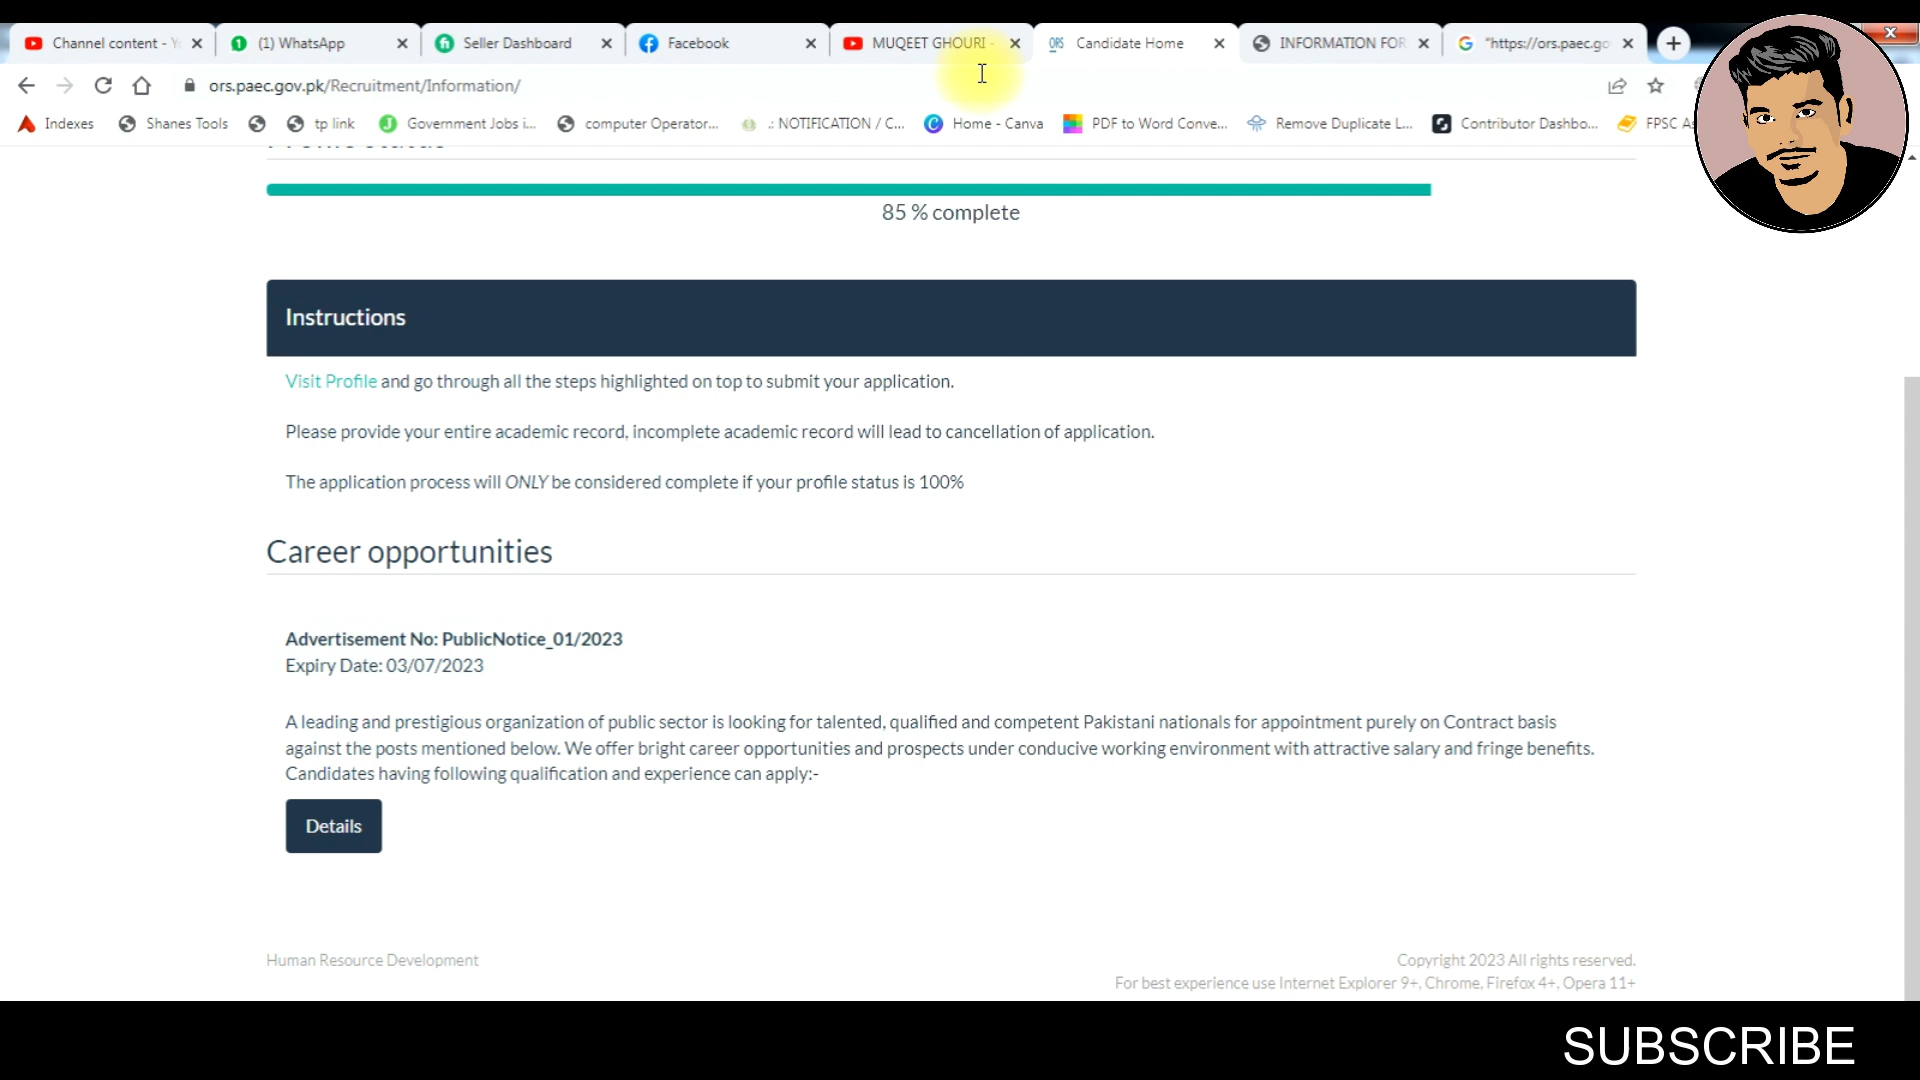 Channel content - Y
(1) WhatsApp
Seller Dashboard
Facebook
MUQEET GHOURI -
ORS Candidate Home
INFORMATION FOR
"https://ors.paec.go
ors.paec.gov.pk/Recruitment/Information/
Indexes
Shanes Tools
tp link
Government Jobs i...
computer Operator...
.: NOTIFICATION / C...
Home - Canva
PDF to Word Conve...
Remove Duplicate L...
Contributor Dashbo...
FPSC As
85 % complete
Instructions
Visit Profile and go through all the steps highlighted on top to submit your application.
Please provide your entire academic record, incomplete academic record will lead to cancellation of application.
The application process will ONLY be considered complete if your profile status is 100%
Career opportunities
Advertisement No: PublicNotice_01/2023
Expiry Date: 03/07/2023
A leading and prestigious organization of public sector is looking for talented, qualified and competent Pakistani nationals for appointment purely on Contract basis
against the posts mentioned below. We offer bright career opportunities and prospects under conducive working environment with attractive salary and fringe benefits.
Candidates having following qualification and experience can apply:-
Details
Human Resource Development
Copyright 2023 All rights reserved.
For best experience use Internet Explorer 9+, Chrome, Firefox 4+, Opera 11+
SUBSCRIBE